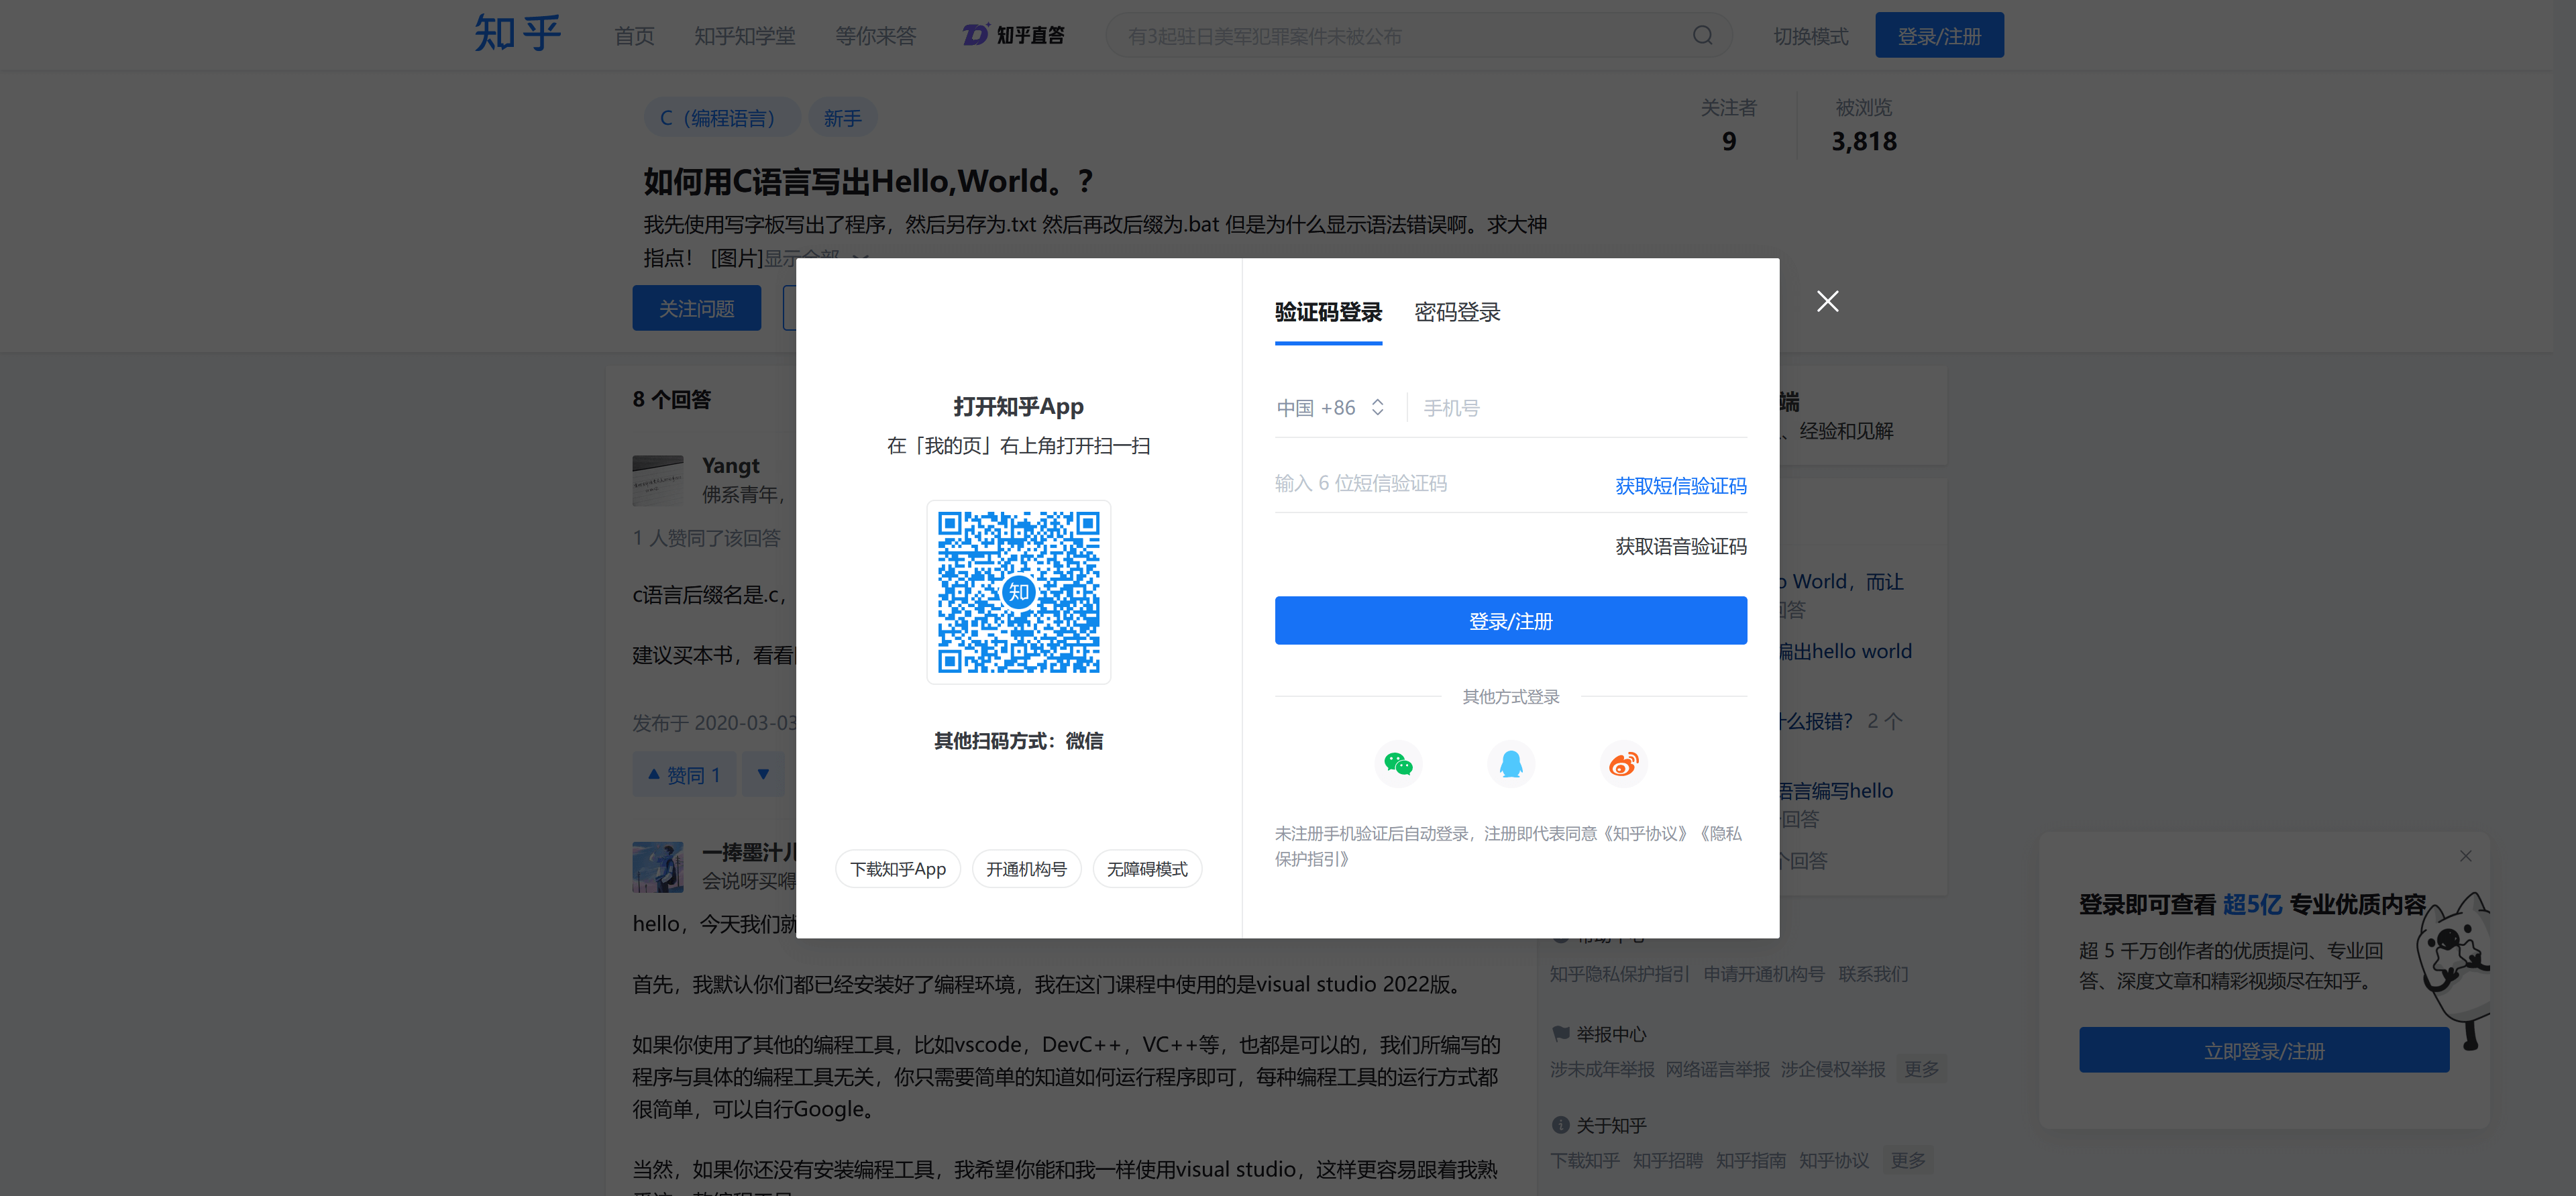 知乎 首页 知乎知学堂 等你来答 知乎直答 有3起驻日美军犯罪案件未被公布 切换模式 登录/注册
C（编程语言） 新手
关注者 被浏览
9 3,818
如何用C语言写出Hello,World。?
我先使用写字板写出了程序，然后另存为.txt 然后再改后缀为.bat 但是为什么显示语法错误啊。求大神
指点！ [图片]显示全部
关注问题
8 个回答
Yangt
佛系青年，
1 人赞同了该回答
c语言后缀名是.c，
建议买本书，看看
发布于 2020-03-03
赞同 1
一捧墨汁儿
会说呀买嘚
hello，今天我们就
首先，我默认你们都已经安装好了编程环境，我在这门课程中使用的是visual studio 2022版。
如果你使用了其他的编程工具，比如vscode，DevC++，VC++等，也都是可以的，我们所编写的
程序与具体的编程工具无关，你只需要简单的知道如何运行程序即可，每种编程工具的运行方式都
很简单，可以自行Google。
当然，如果你还没有安装编程工具，我希望你能和我一样使用visual studio，这样更容易跟着我熟
打开知乎App
在「我的页」右上角打开扫一扫
知
其他扫码方式：微信
下载知乎App 开通机构号 无障碍模式
验证码登录 密码登录
中国 +86 手机号
输入 6 位短信验证码 获取短信验证码
获取语音验证码
登录/注册
其他方式登录
未注册手机验证后自动登录，注册即代表同意《知乎协议》《隐私
保护指引》
端
、经验和见解
World，而让
回答
编出hello world
什么报错？ 2 个
语言编写hello
回答
个回答
知乎隐私保护指引 申请开通机构号 联系我们
举报中心
涉未成年举报 网络谣言举报 涉企侵权举报 更多
关于知乎
下载知乎 知乎招聘 知乎指南 知乎协议 更多
登录即可查看 超5亿 专业优质内容
超 5 千万创作者的优质提问、专业回
答、深度文章和精彩视频尽在知乎。
立即登录/注册